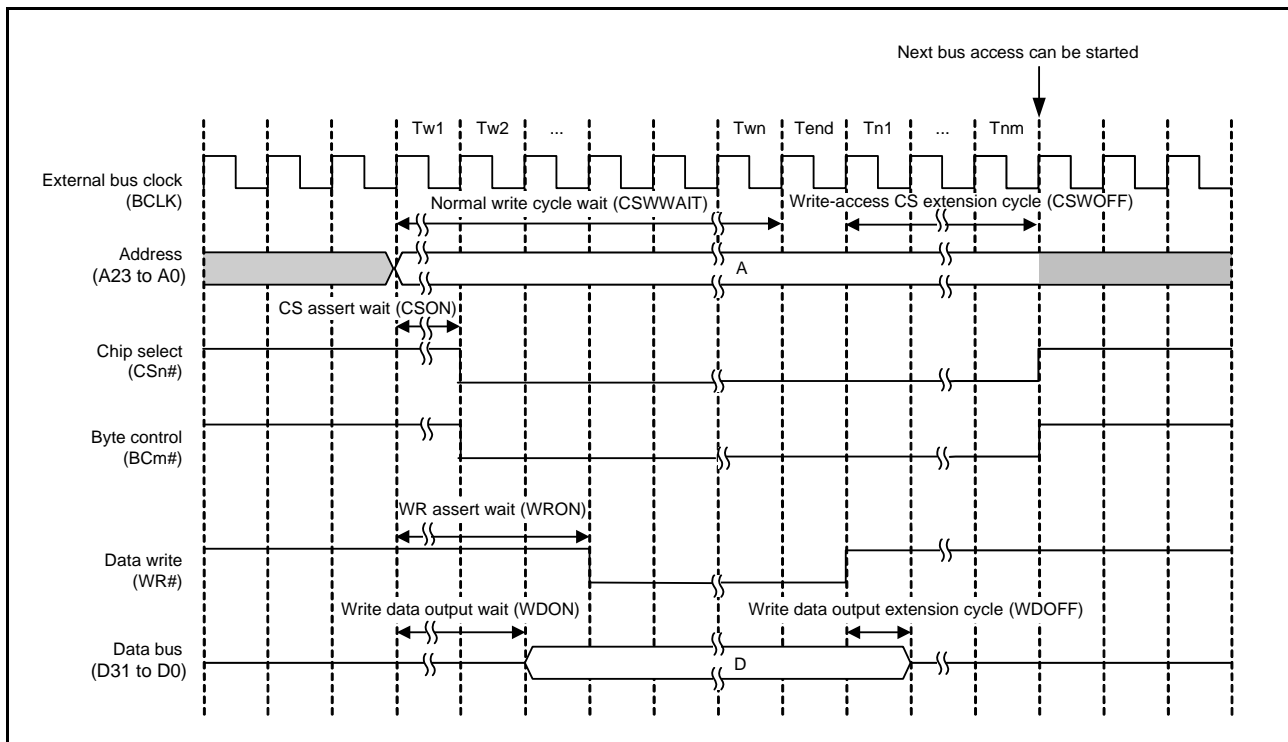 Next bus access can be started
Tw1 Tw2 ... Twn Tend Tn1 ... Tnm
External bus clock
(BCLK)
Normal write cycle wait (CSWWAIT) Write-access CS extension cycle (CSWOFF)
Address
(A23 to A0)
A
CS assert wait (CSON)
Chip select
(CSn#)
Byte control
(BCm#)
WR assert wait (WRON)
Data write
(WR#)
Write data output wait (WDON) Write data output extension cycle (WDOFF)
Data bus
(D31 to D0)
D